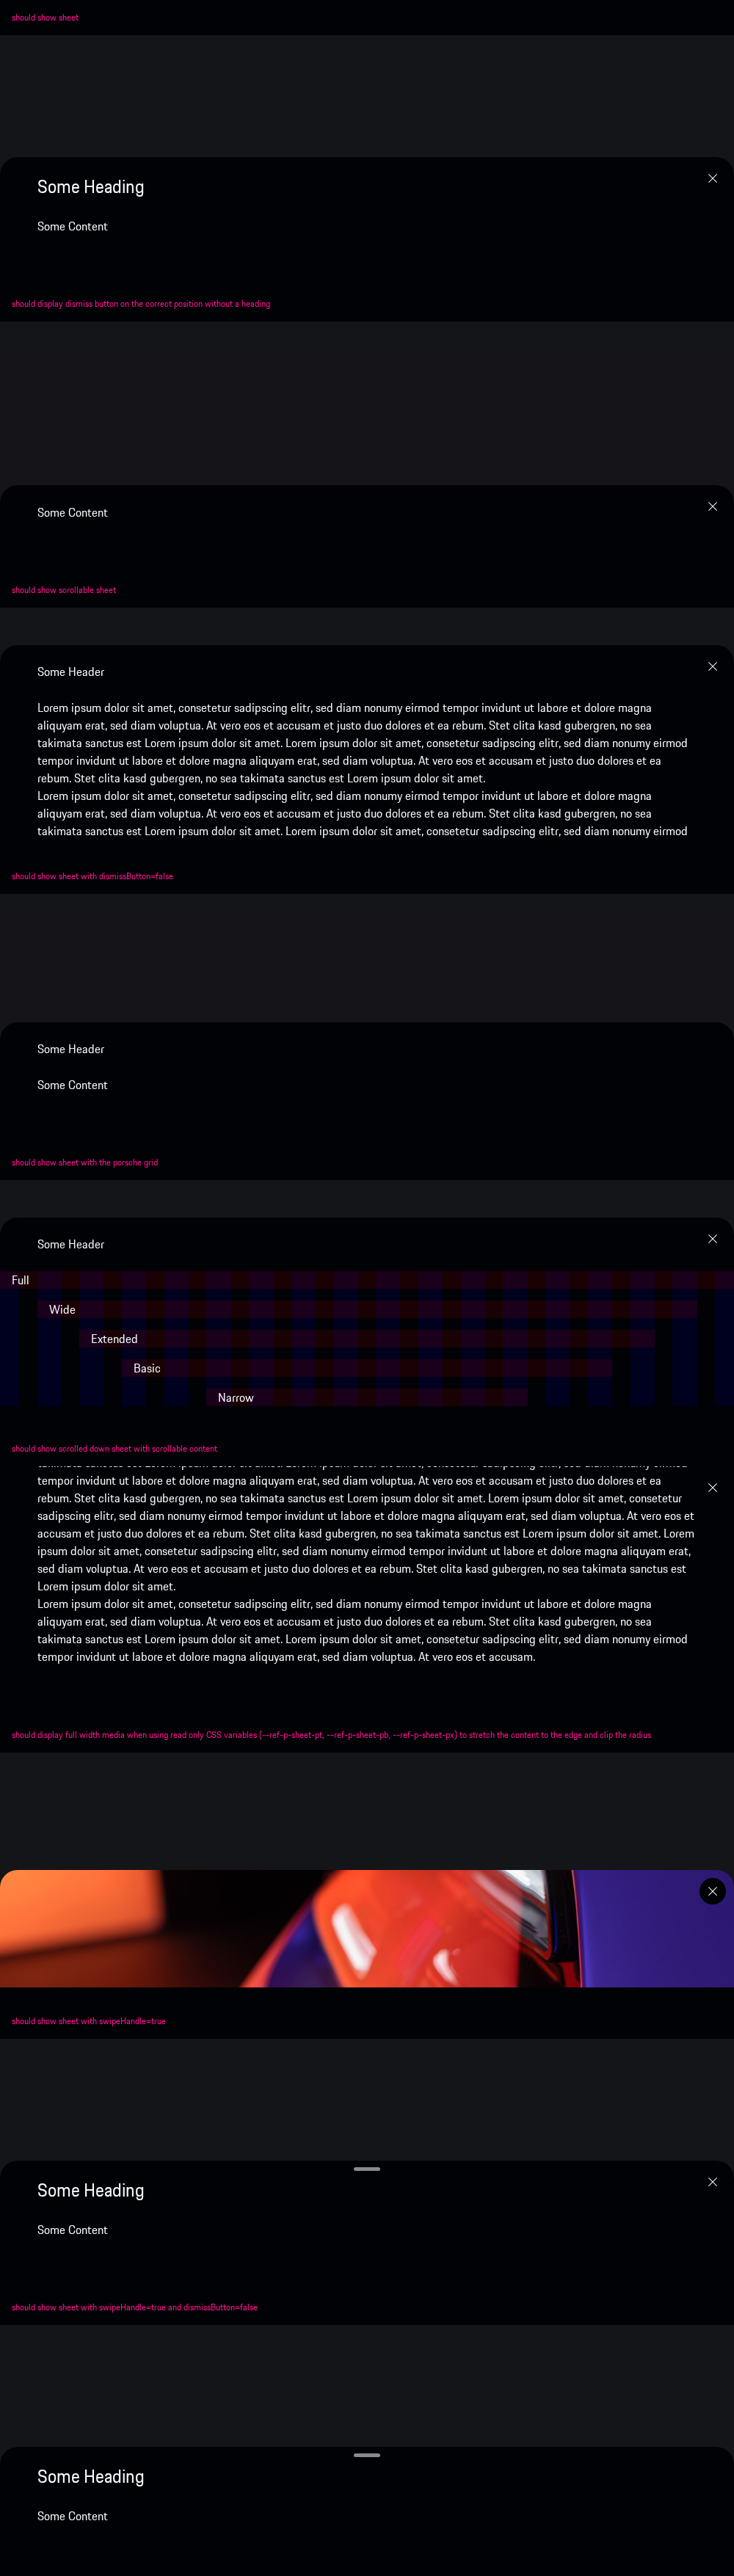 should show sheet
Some Heading
Some Content
should display dismiss button on the correct position without a heading
Some Content
should show scrollable sheet
Some Header
Lorem ipsum dolor sit amet, consetetur sadipscing elitr, sed diam nonumy eirmod tempor invidunt ut labore et dolore magna
aliquyam erat, sed diam voluptua. At vero eos et accusam et justo duo dolores et ea rebum. Stet clita kasd gubergren, no sea
takimata sanctus est Lorem ipsum dolor sit amet. Lorem ipsum dolor sit amet, consetetur sadipscing elitr, sed diam nonumy eirmod
tempor invidunt ut labore et dolore magna aliquyam erat, sed diam voluptua. At vero eos et accusam et justo duo dolores et ea
rebum. Stet clita kasd gubergren, no sea takimata sanctus est Lorem ipsum dolor sit amet.
Lorem ipsum dolor sit amet, consetetur sadipscing elitr, sed diam nonumy eirmod tempor invidunt ut labore et dolore magna
aliquyam erat, sed diam voluptua. At vero eos et accusam et justo duo dolores et ea rebum. Stet clita kasd gubergren, no sea
takimata sanctus est Lorem ipsum dolor sit amet. Lorem ipsum dolor sit amet, consetetur sadipscing elitr, sed diam nonumy eirmod
should show sheet with dismissButton=false
Some Header
Some Content
should show sheet with the porsche grid
Some Header
Full
Wide
Extended
Basic
Narrow
should show scrolled down sheet with scrollable content
tempor invidunt ut labore et dolore magna aliquyam erat, sed diam voluptua. At vero eos et accusam et justo duo dolores et ea
rebum. Stet clita kasd gubergren, no sea takimata sanctus est Lorem ipsum dolor sit amet. Lorem ipsum dolor sit amet, consetetur
sadipscing elitr, sed diam nonumy eirmod tempor invidunt ut labore et dolore magna aliquyam erat, sed diam voluptua. At vero eos et
accusam et justo duo dolores et ea rebum. Stet clita kasd gubergren, no sea takimata sanctus est Lorem ipsum dolor sit amet. Lorem
ipsum dolor sit amet, consetetur sadipscing elitr, sed diam nonumy eirmod tempor invidunt ut labore et dolore magna aliquyam erat,
sed diam voluptua. At vero eos et accusam et justo duo dolores et ea rebum. Stet clita kasd gubergren, no sea takimata sanctus est
Lorem ipsum dolor sit amet.
Lorem ipsum dolor sit amet, consetetur sadipscing elitr, sed diam nonumy eirmod tempor invidunt ut labore et dolore magna
aliquyam erat, sed diam voluptua. At vero eos et accusam et justo duo dolores et ea rebum. Stet clita kasd gubergren, no sea
takimata sanctus est Lorem ipsum dolor sit amet. Lorem ipsum dolor sit amet, consetetur sadipscing elitr, sed diam nonumy eirmod
tempor invidunt ut labore et dolore magna aliquyam erat, sed diam voluptua. At vero eos et accusam.
should display full width media when using read only CSS variables (--ref-p-sheet-pt, --ref-p-sheet-pb, --ref-p-sheet-px) to stretch the content to the edge and clip the radius
should show sheet with swipeHandle=true
Some Heading
Some Content
should show sheet with swipeHandle=true and dismissButton=false
Some Heading
Some Content